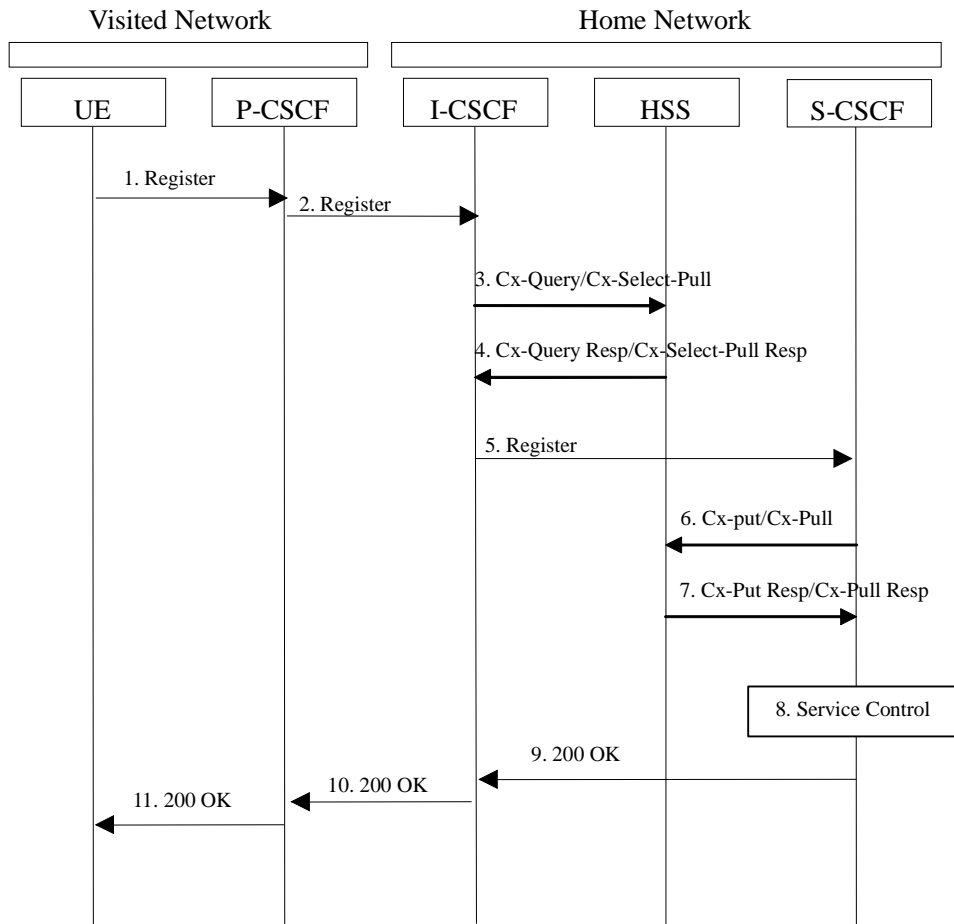 Visited Network
Home Network
UE
P-CSCF
I-CSCF
HSS
S-CSCF
1. Register
2. Register
3. Cx-Query/Cx-Select-Pull
4. Cx-Query Resp/Cx-Select-Pull Resp
5. Register
6. Cx-put/Cx-Pull
7. Cx-Put Resp/Cx-Pull Resp
8. Service Control
9. 200 OK
10. 200 OK
11. 200 OK